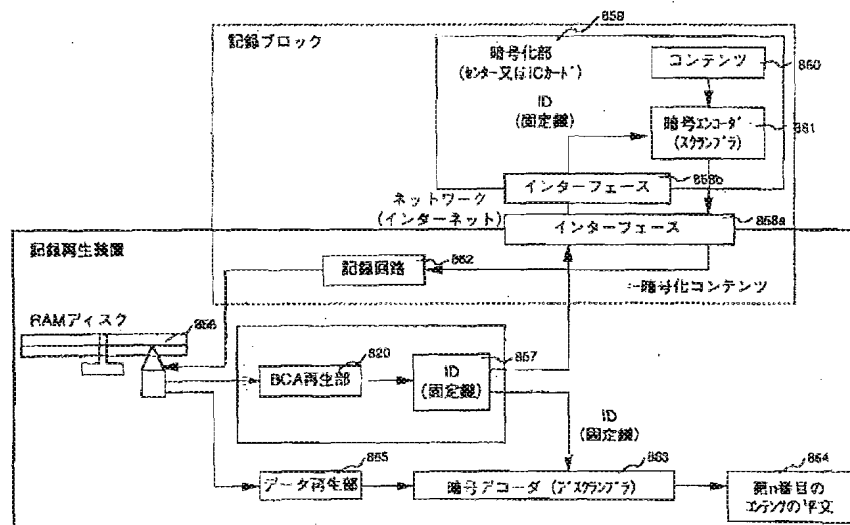 859
記録ブロック
暗号化部
(センター又はICカード)
コンテンツ
860
ID
(固定鍵)
暗号エンコーダ
(スクランブラ)
861
インターフェース
858b
ネットワーク
(インターネット)
インターフェース
858a
記録再生装置
記録回路
862
暗号化コンテンツ
RAMディスク
856
BCA再生部
820
ID
(固定鍵)
857
ID
(固定鍵)
データ再生部
865
暗号デコーダ (デスクランブラ)
863
第n番目の
コンテンツの平文
864